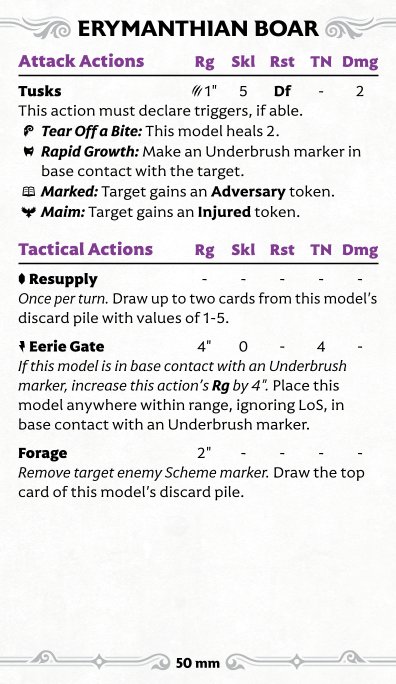 ERYMANTHIAN BOAR
Attack Actions Rg Skl Rst TN Dmg
Tusks 1" 5 Df - 2
This action must declare triggers, if able.
Tear Off a Bite: This model heals 2.
Rapid Growth: Make an Underbrush marker in
base contact with the target.
Marked: Target gains an Adversary token.
Maim: Target gains an Injured token.
Tactical Actions Rg Skl Rst TN Dmg
Resupply - - - - -
Once per turn. Draw up to two cards from this model's
discard pile with values of 1-5.
Eerie Gate 4" 0 - 4 -
If this model is in base contact with an Underbrush
marker, increase this action's Rg by 4". Place this
model anywhere within range, ignoring LoS, in
base contact with an Underbrush marker.
Forage 2" - - - -
Remove target enemy Scheme marker. Draw the top
card of this model's discard pile.
50 mm